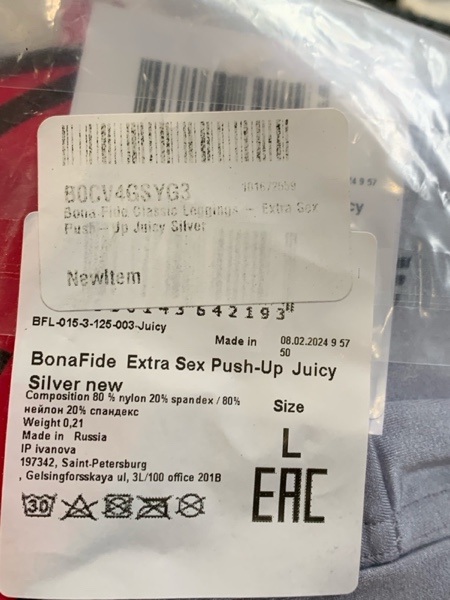 B0CV4GSYG3
Bona Fide Classic Leggings - Extra Sex
Push - Up Juicy Silver
NewItem
43642193
BFL-015-3-125-003-Juicy
Made in 08.02.2024 9 57
50
BonaFide Extra Sex Push-Up Juicy
Silver new
Composition 80 % nylon 20% spandex / 80%
нейлон 20% спандекс
Weight 0,21
Made in Russia
IP ivanova
197342, Saint-Petersburg
, Gelsingforsskaya ul, 3L/100 office 201B
Size
L
EAC
30